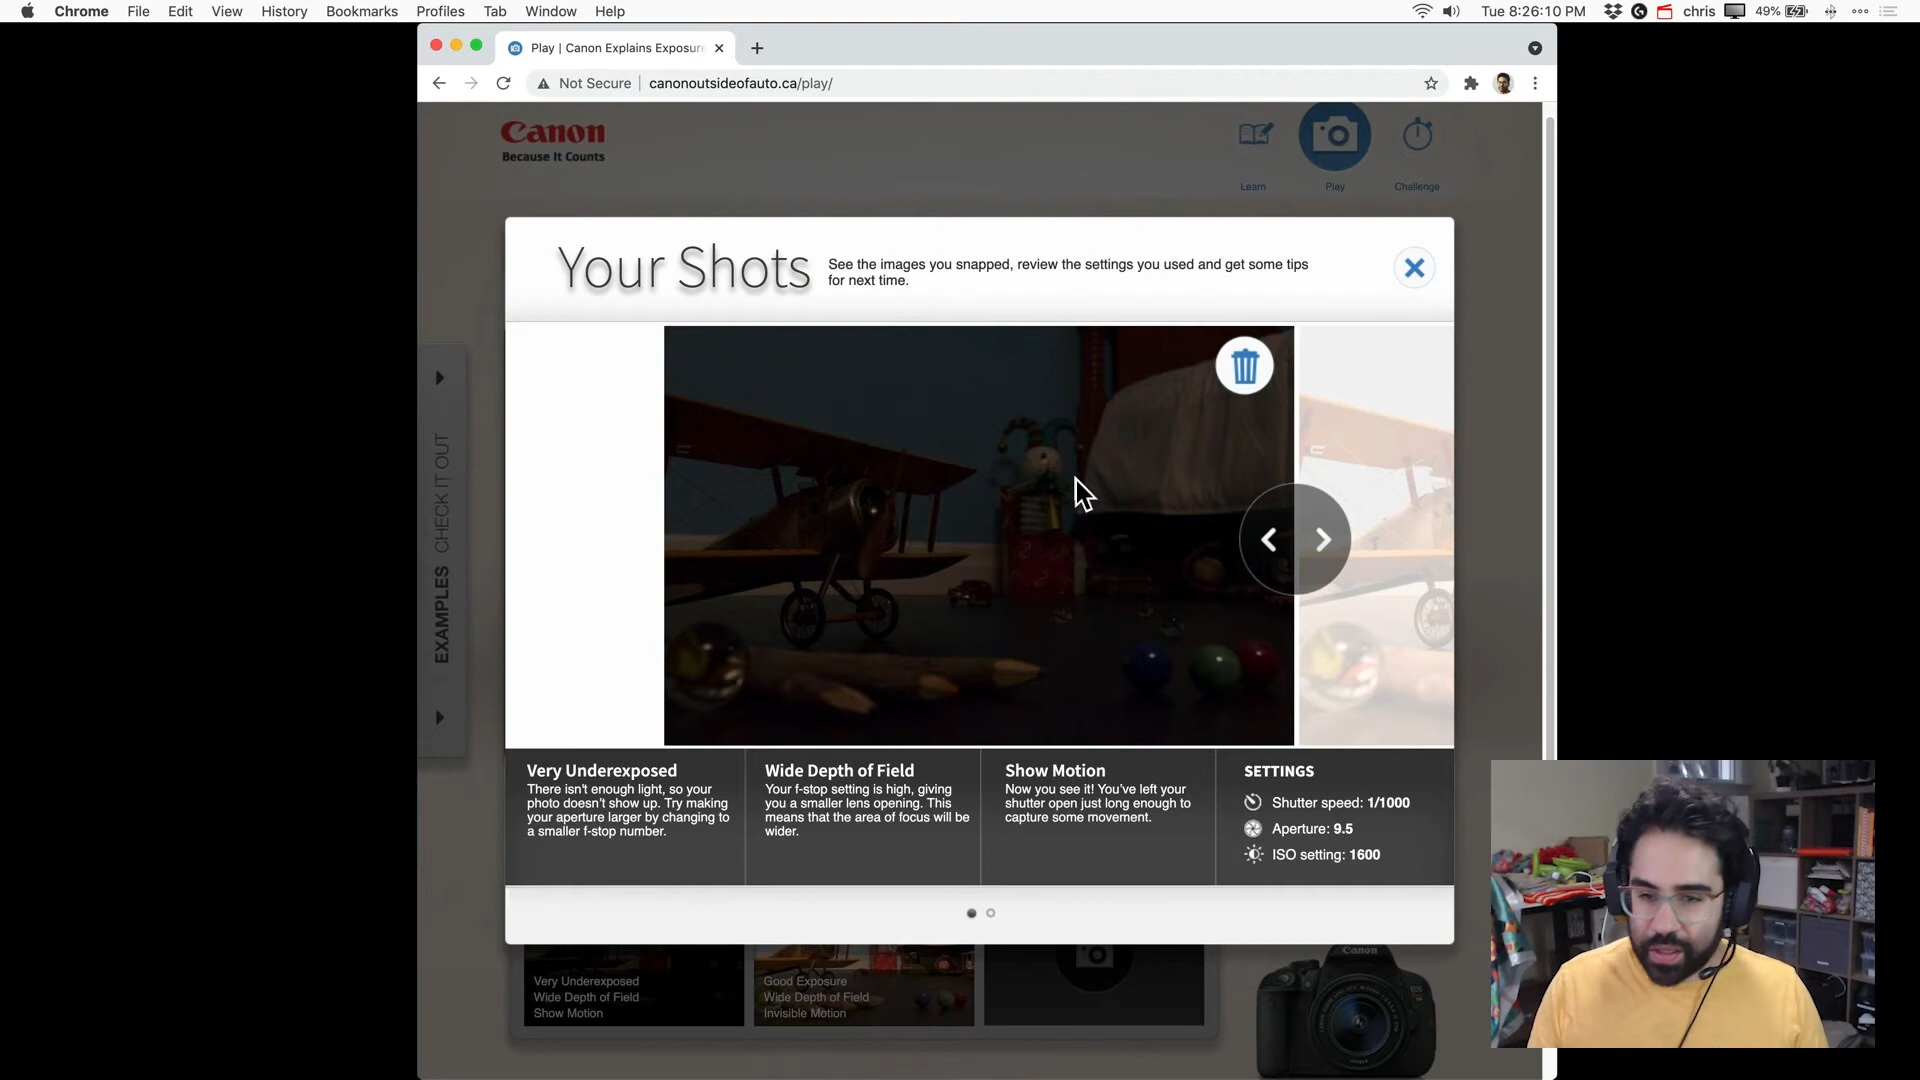 Chrome File Edit View History Bookmarks Profiles Tab Window Help
Tue 8:26:10 PM chris 49%
Play | Canon Explains Exposure
Not Secure canonoutsideofauto.ca/play/
Canon
Because It Counts
Learn Play Challenge
Your Shots
See the images you snapped, review the settings you used and get some tips
for next time.
EXAMPLES CHECK IT OUT
Very Underexposed
There isn't enough light, so your
photo doesn't show up. Try making
your aperture larger by changing to
a smaller f-stop number.
Wide Depth of Field
Your f-stop setting is high, giving
you a smaller lens opening. This
means that the area of focus will be
wider.
Show Motion
Now you see it! You've left your
shutter open just long enough to
capture some movement.
SETTINGS
Shutter speed: 1/1000
Aperture: 9.5
ISO setting: 1600
Very Underexposed
Wide Depth of Field
Show Motion
Good Exposure
Wide Depth of Field
Invisible Motion
Canon